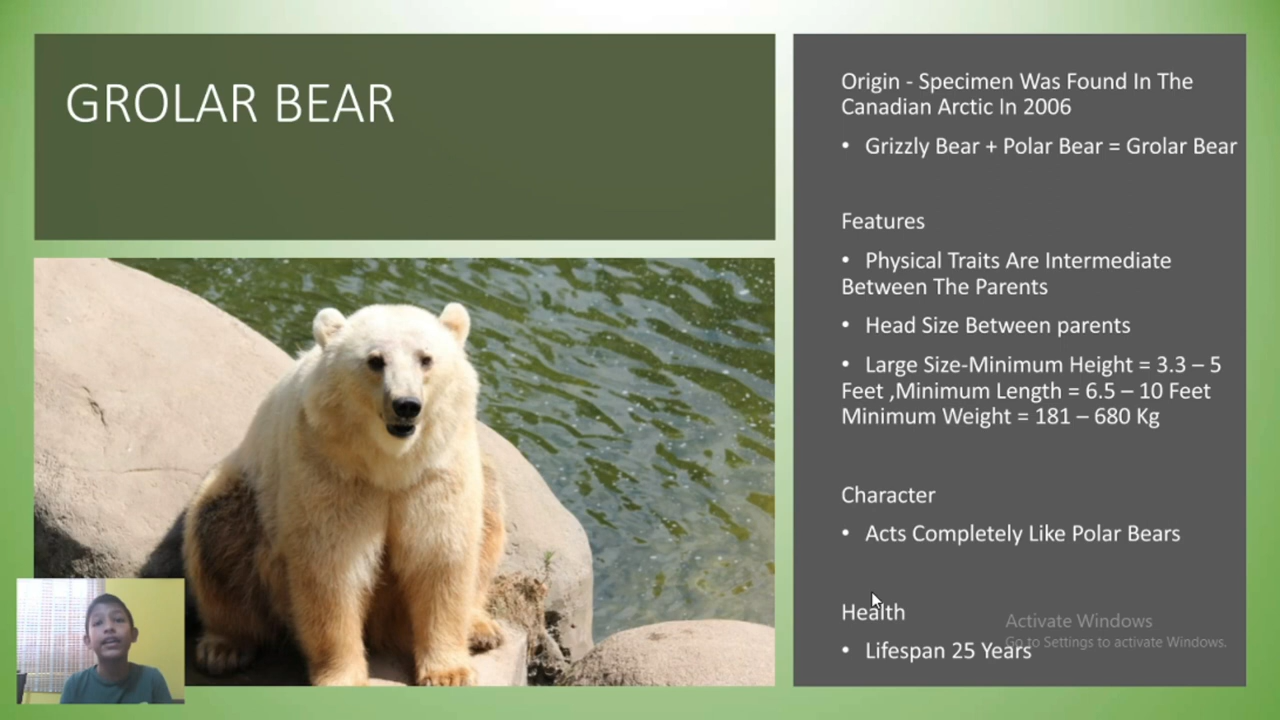 GROLAR BEAR
Origin - Specimen Was Found In The
Canadian Arctic In 2006
• Grizzly Bear + Polar Bear = Grolar Bear
Features
• Physical Traits Are Intermediate
Between The Parents
• Head Size Between parents
• Large Size-Minimum Height = 3.3 – 5
Feet ,Minimum Length = 6.5 – 10 Feet
Minimum Weight = 181 – 680 Kg
Character
• Acts Completely Like Polar Bears
Health
• Lifespan 25 Years
Activate Windows
Go to Settings to activate Windows.